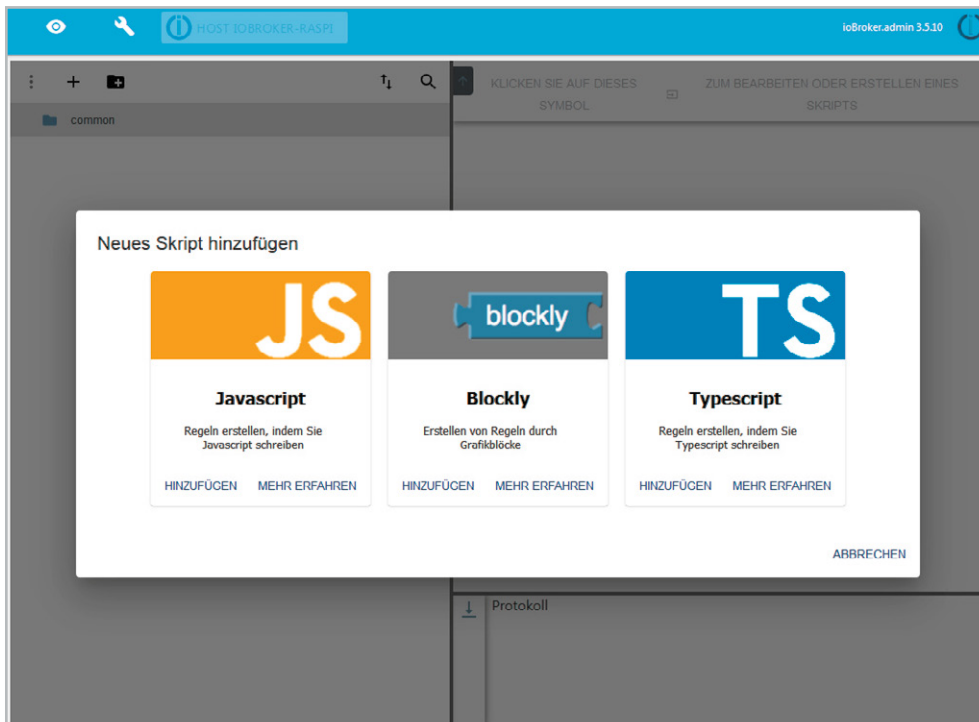 HOST IOBROKER-RASPI
ioBroker.admin 3.5.10
KLICKEN SIE AUF DIESES
SYMBOL
ZUM BEARBEITEN ODER ERSTELLEN EINES
SKRIPTS
common
Neues Skript hinzufügen
JS
Javascript
Regeln erstellen, indem Sie
Javascript schreiben
HINZUFÜGEN MEHR ERFAHREN
blockly
Blockly
Erstellen von Regeln durch
Grafikblöcke
HINZUFÜGEN MEHR ERFAHREN
TS
Typescript
Regeln erstellen, indem Sie
Typescript schreiben
HINZUFÜGEN MEHR ERFAHREN
ABBRECHEN
Protokoll